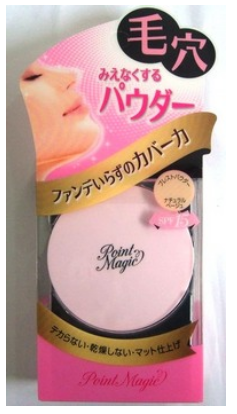 毛穴
みえなくする
パウダー
ファンデいらずのカバー力
プレストパウダー
ナチュラル
ベージュ
SPF 15
Point
Magic
テカらない・乾燥しない・マット仕上げ
Point Magic